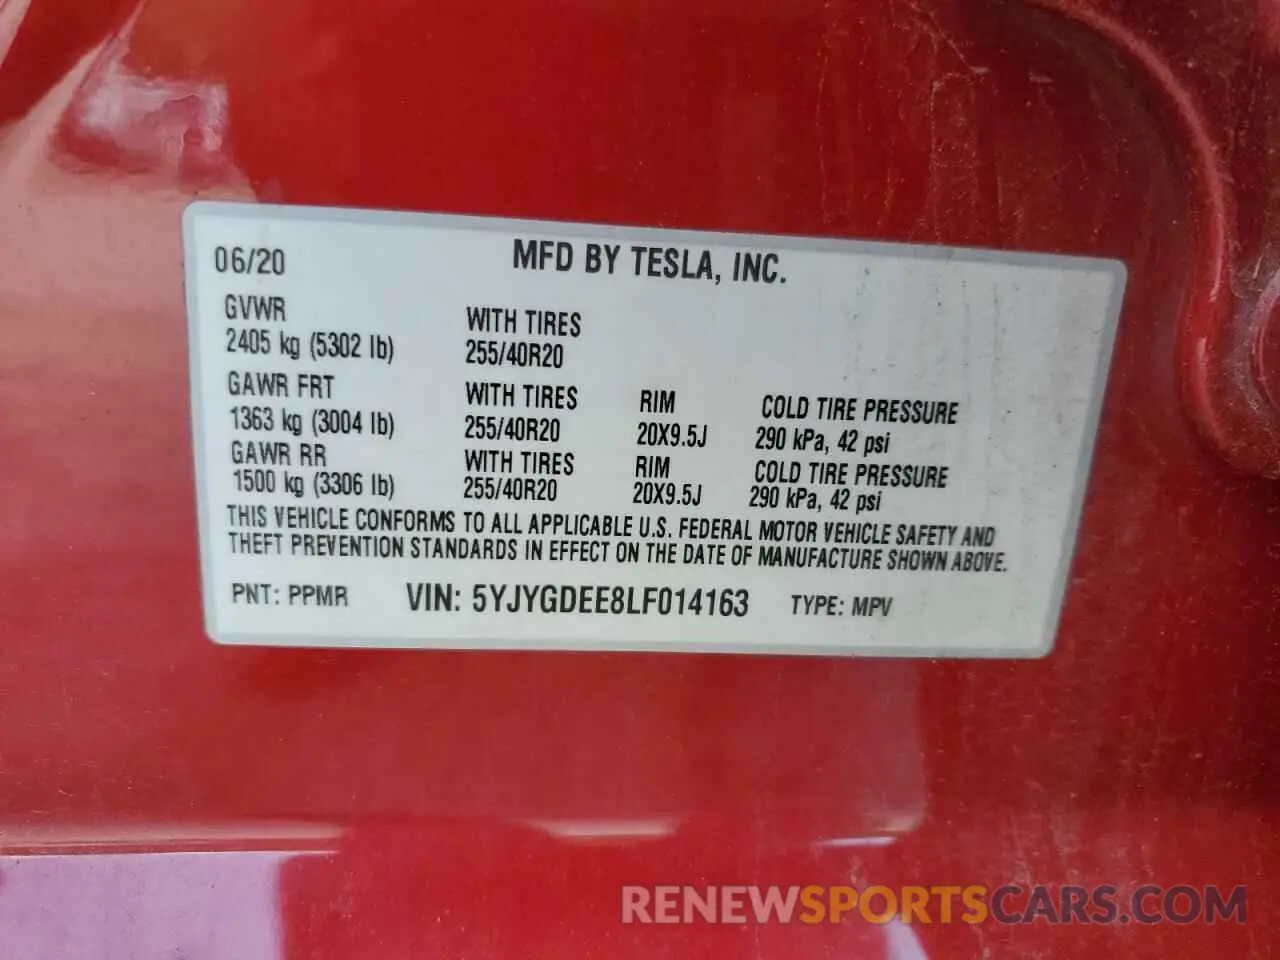 06/20 MFD BY TESLA, INC.
GVWR WITH TIRES
2405 kg (5302 lb) 255/40R20
GAWR FRT WITH TIRES RIM COLD TIRE PRESSURE
1363 kg (3004 lb) 255/40R20 20X9.5J 290 kPa, 42 psi
GAWR RR WITH TIRES RIM COLD TIRE PRESSURE
1500 kg (3306 lb) 255/40R20 20X9.5J 290 kPa, 42 psi
THIS VEHICLE CONFORMS TO ALL APPLICABLE U.S. FEDERAL MOTOR VEHICLE SAFETY AND
THEFT PREVENTION STANDARDS IN EFFECT ON THE DATE OF MANUFACTURE SHOWN ABOVE.
PNT: PPMR VIN: 5YJYGDEE8LF014163 TYPE: MPV
RENEWSPORTSCARS.COM